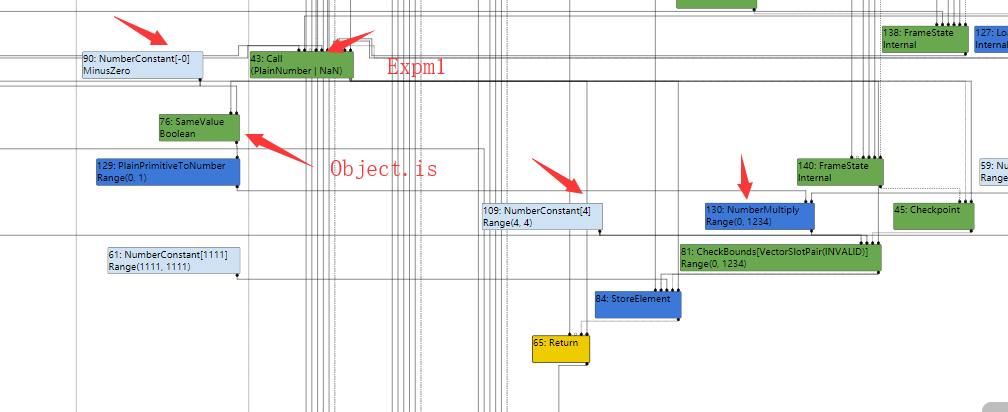 138: FrameState
Internal
127: Loa
90: NumberConstant[-0]
MinusZero
43: Call
(PlainNumber | NaN)
Expm1
76: SameValue
Boolean
Object.is
129: PlainPrimitiveToNumber
Range(0, 1)
140: FrameState
Internal
59: N
Range
109: NumberConstant[4]
Range(4, 4)
130: NumberMultiply
Range(0, 1234)
45: Checkpoint
61: NumberConstant[1111]
Range(1111, 1111)
81: CheckBounds[VectorSlotPair(INVALID)]
Range(0, 1234)
84: StoreElement
65: Return